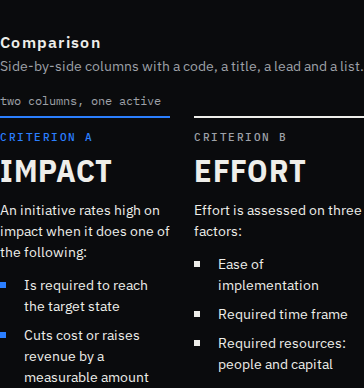 Comparison
Side-by-side columns with a code, a title, a lead and a list.
two columns, one active
CRITERION A
IMPACT
An initiative rates high on
impact when it does one of
the following:
Is required to reach
the target state
Cuts cost or raises
revenue by a
measurable amount
CRITERION B
EFFORT
Effort is assessed on three
factors:
Ease of
implementation
Required time frame
Required resources:
people and capital